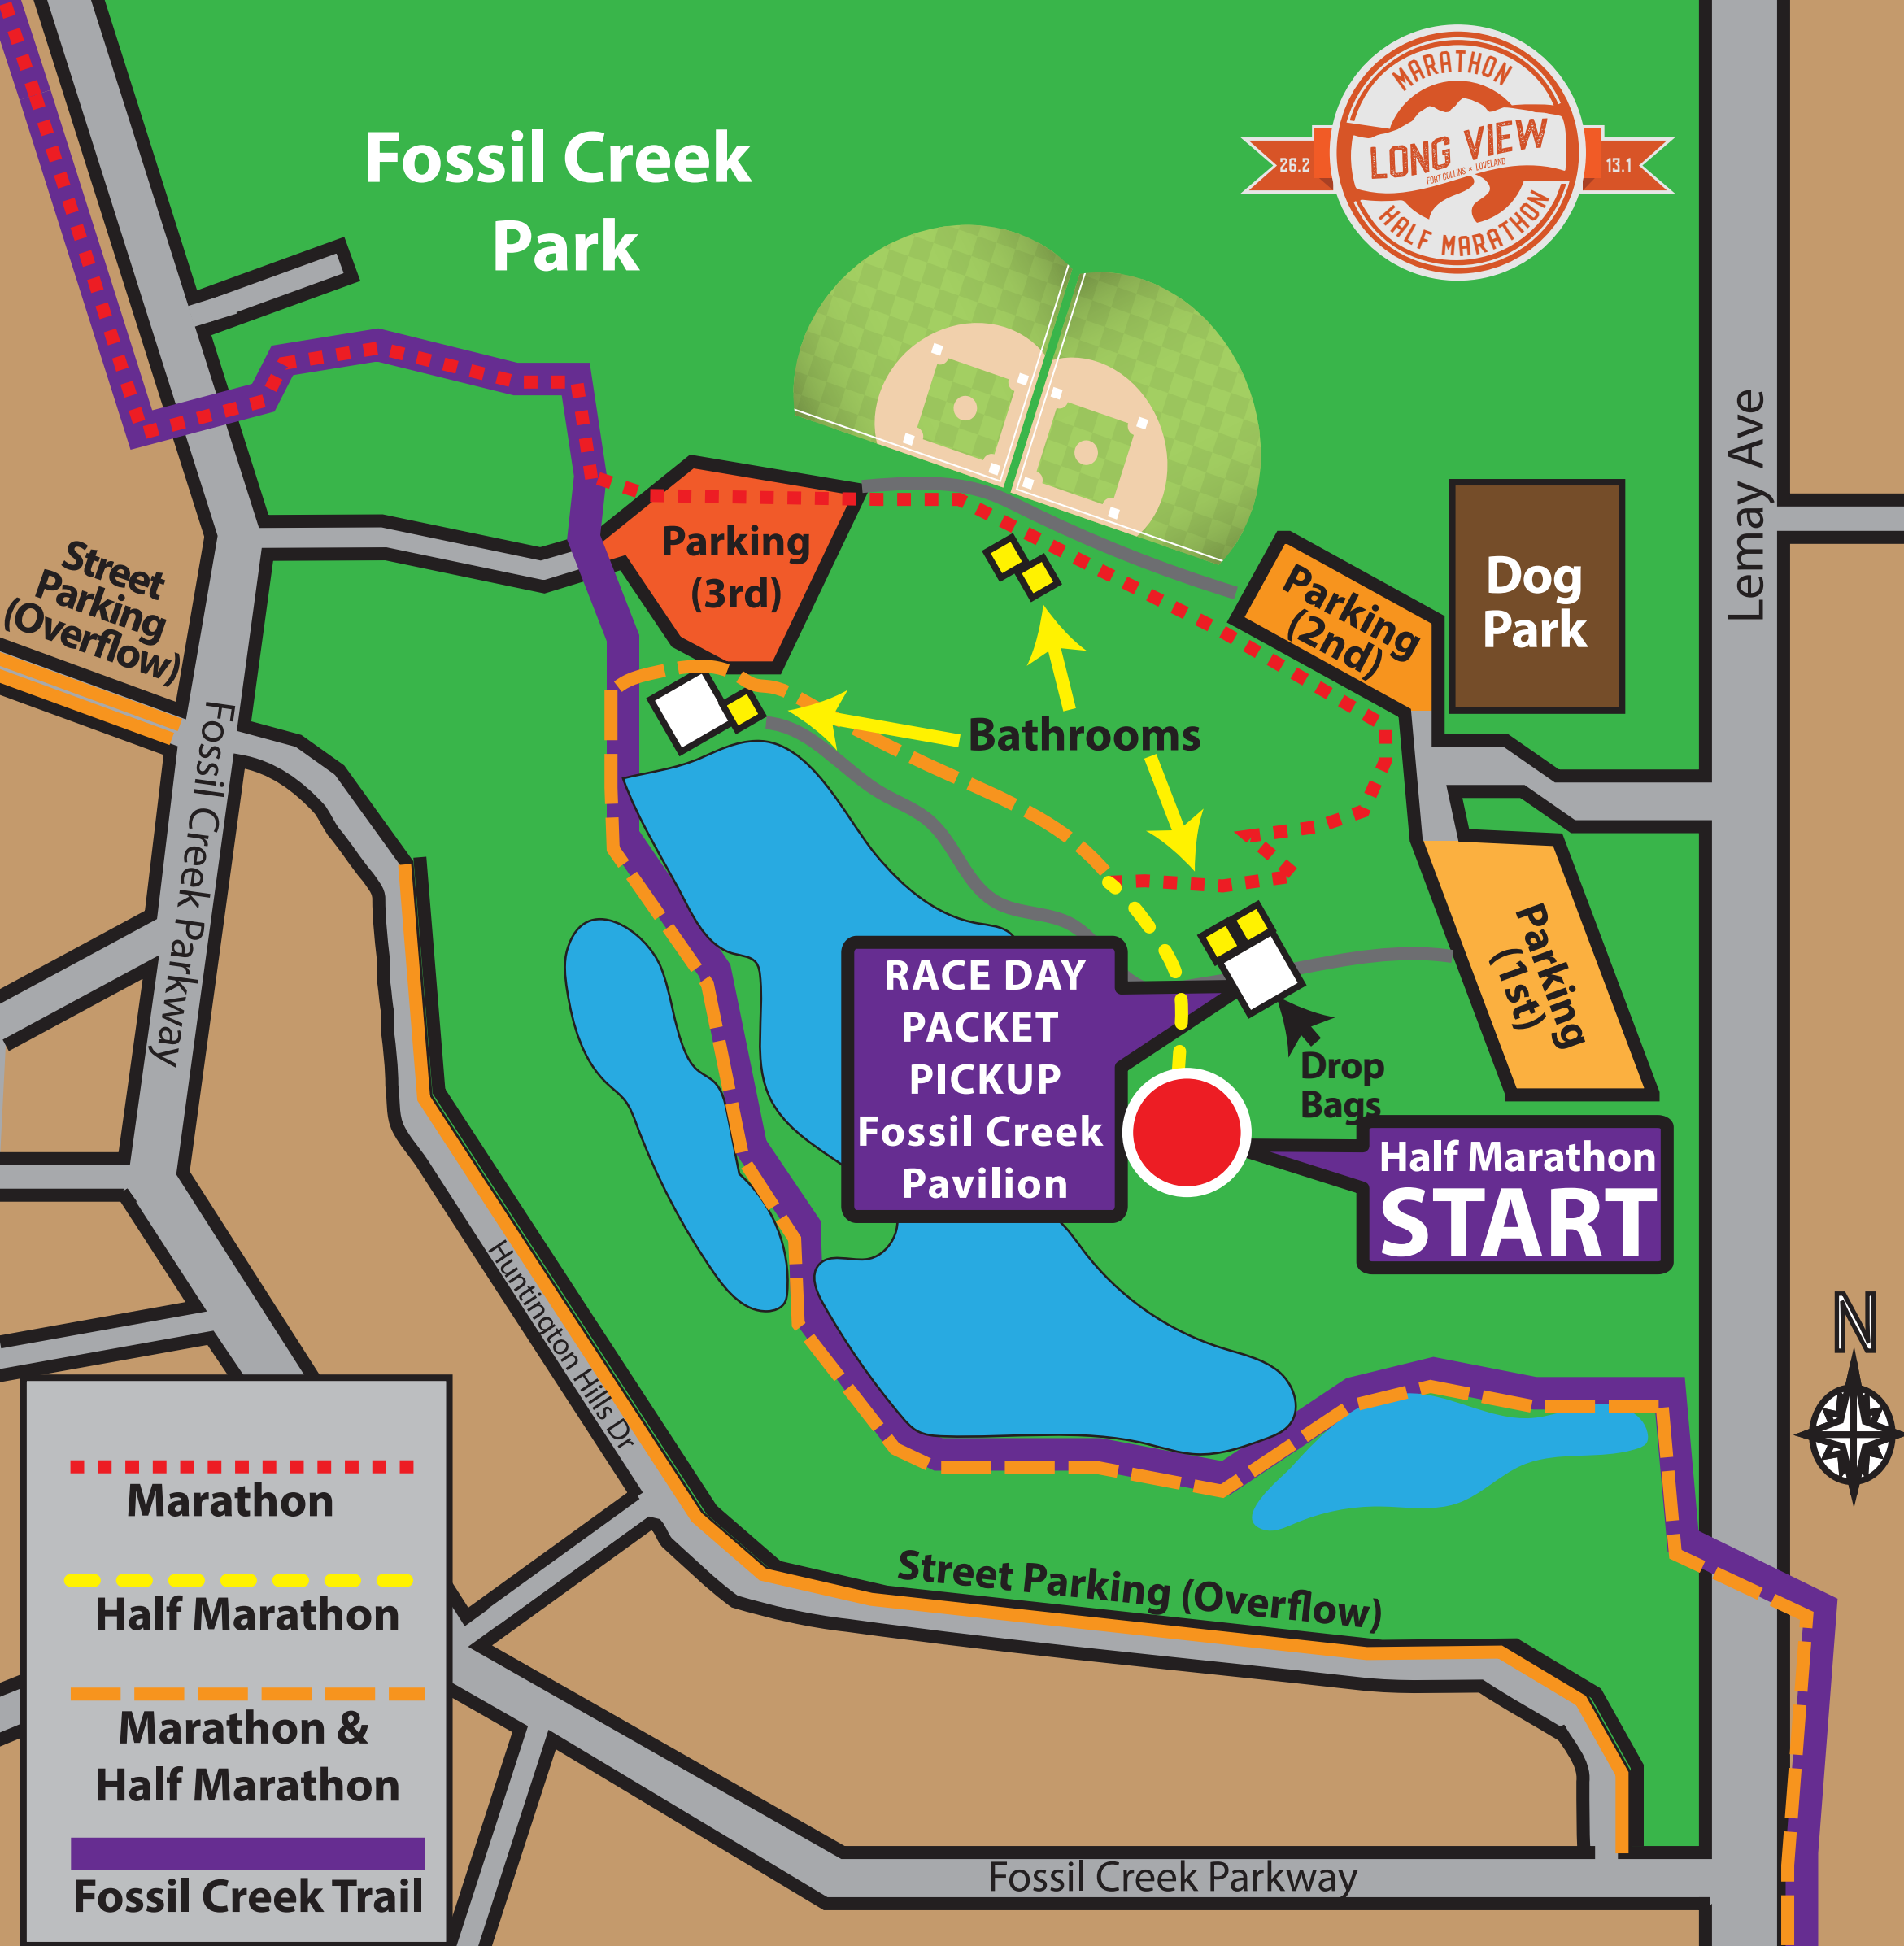 Fossil Creek
Park
MARATHON
LONG VIEW
FORT COLLINS × LOVELAND
HALF MARATHON
26.2
13.1
Lemay Ave
Street
Parking
(Overflow)
Parking
(3rd)
Parking
(2nd)
Dog
Park
Bathrooms
Fossil Creek Parkway
Parking
(1st)
RACE DAY
PACKET
PICKUP
Fossil Creek
Pavilion
Drop
Bags
Half Marathon
START
Huntington Hills Dr
N
Street Parking (Overflow)
Marathon
Half Marathon
Marathon &
Half Marathon
Fossil Creek Trail
Fossil Creek Parkway